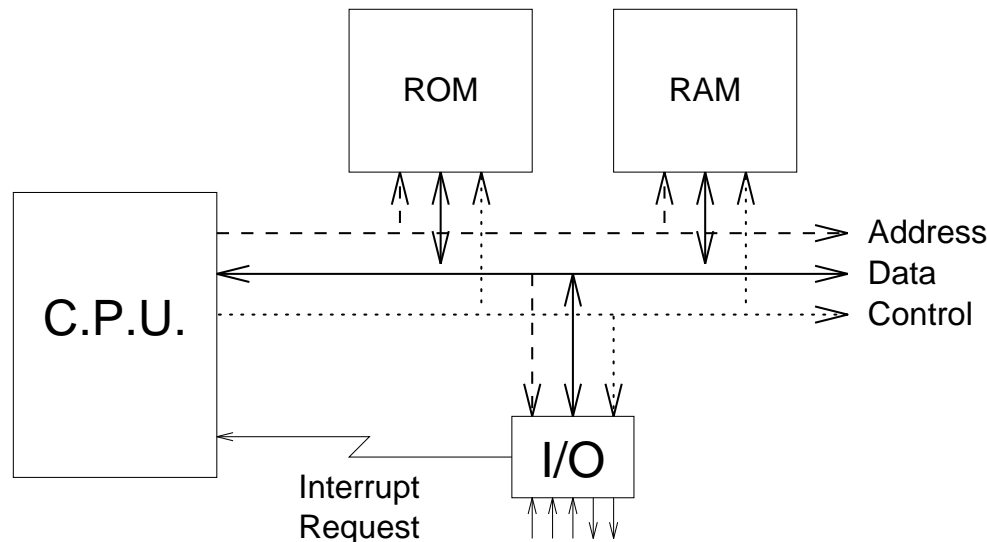 ROM
RAM
Address
Data
Control
C.P.U.
I/O
Interrupt
Request